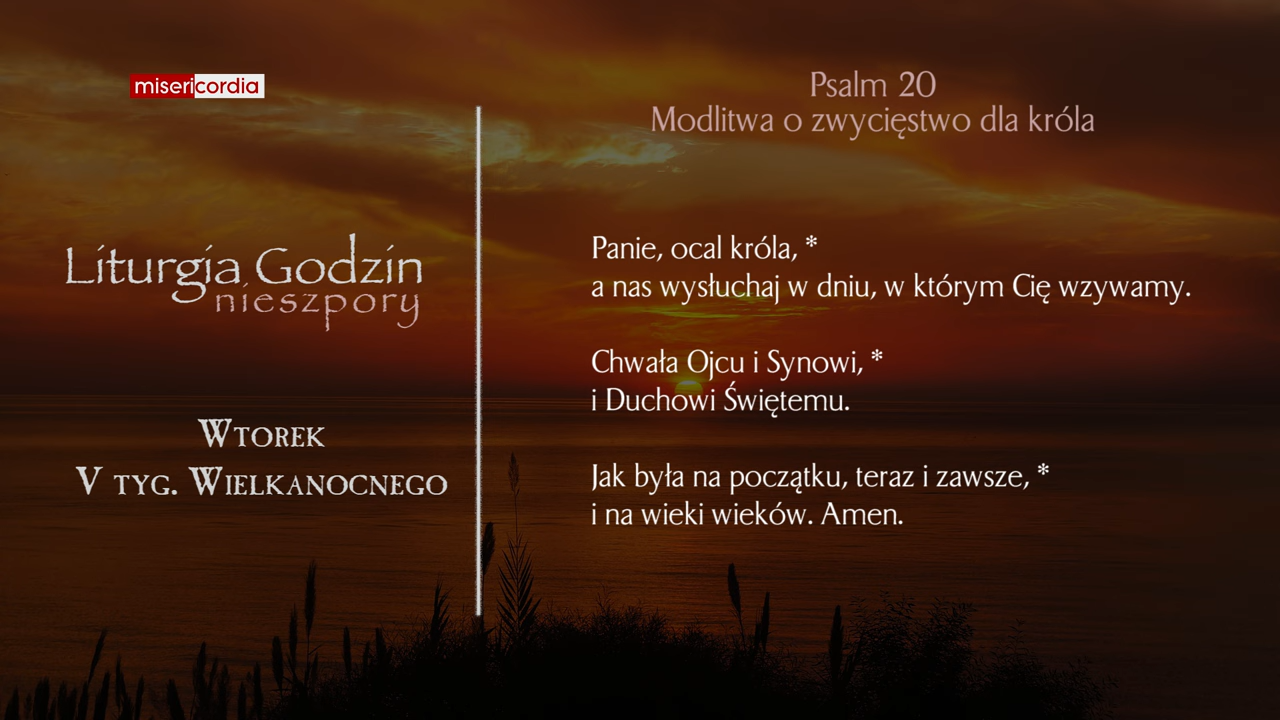 misericordia
Liturgia Godzin
nieszpory
Wtorek
V tyg. Wielkanocnego
Psalm 20
Modlitwa o zwycięstwo dla króla
Panie, ocal króla, *
a nas wysłuchaj w dniu, w którym Cię wzywamy.
Chwała Ojcu i Synowi, *
i Duchowi Świętemu.
Jak była na początku, teraz i zawsze, *
i na wieki wieków. Amen.